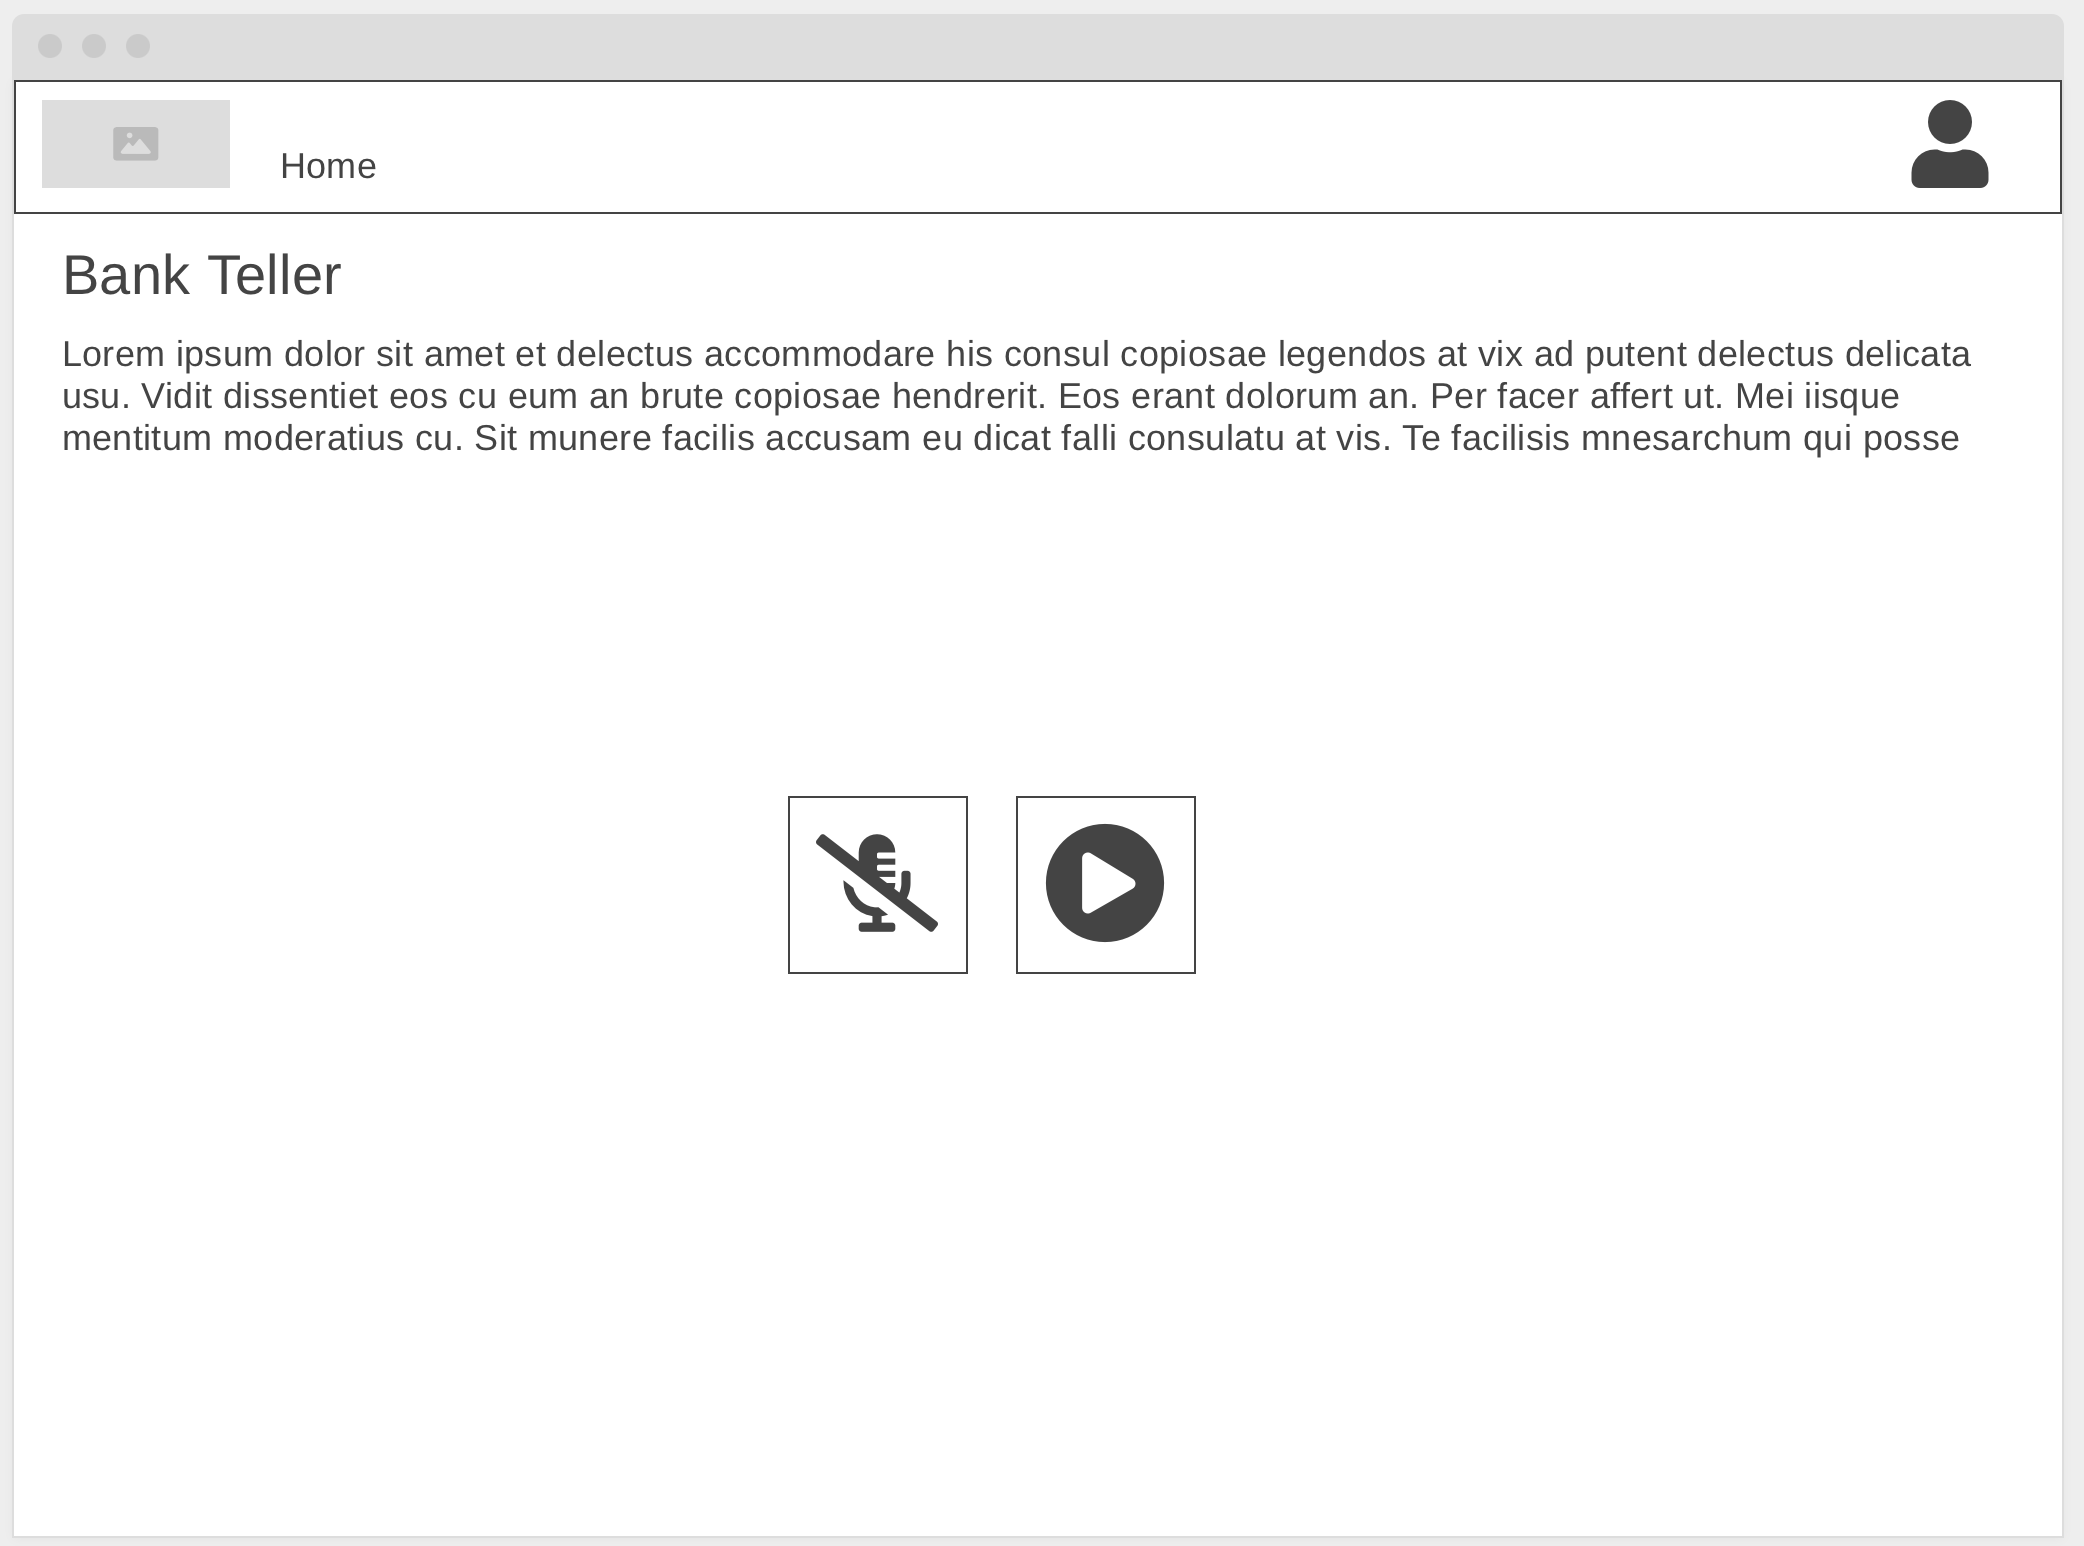 Home
Bank Teller
Lorem ipsum dolor sit amet et delectus accommodare his consul copiosae legendos at vix ad putent delectus delicata
usu. Vidit dissentiet eos cu eum an brute copiosae hendrerit. Eos erant dolorum an. Per facer affert ut. Mei iisque
mentitum moderatius cu. Sit munere facilis accusam eu dicat falli consulatu at vis. Te facilisis mnesarchum qui posse